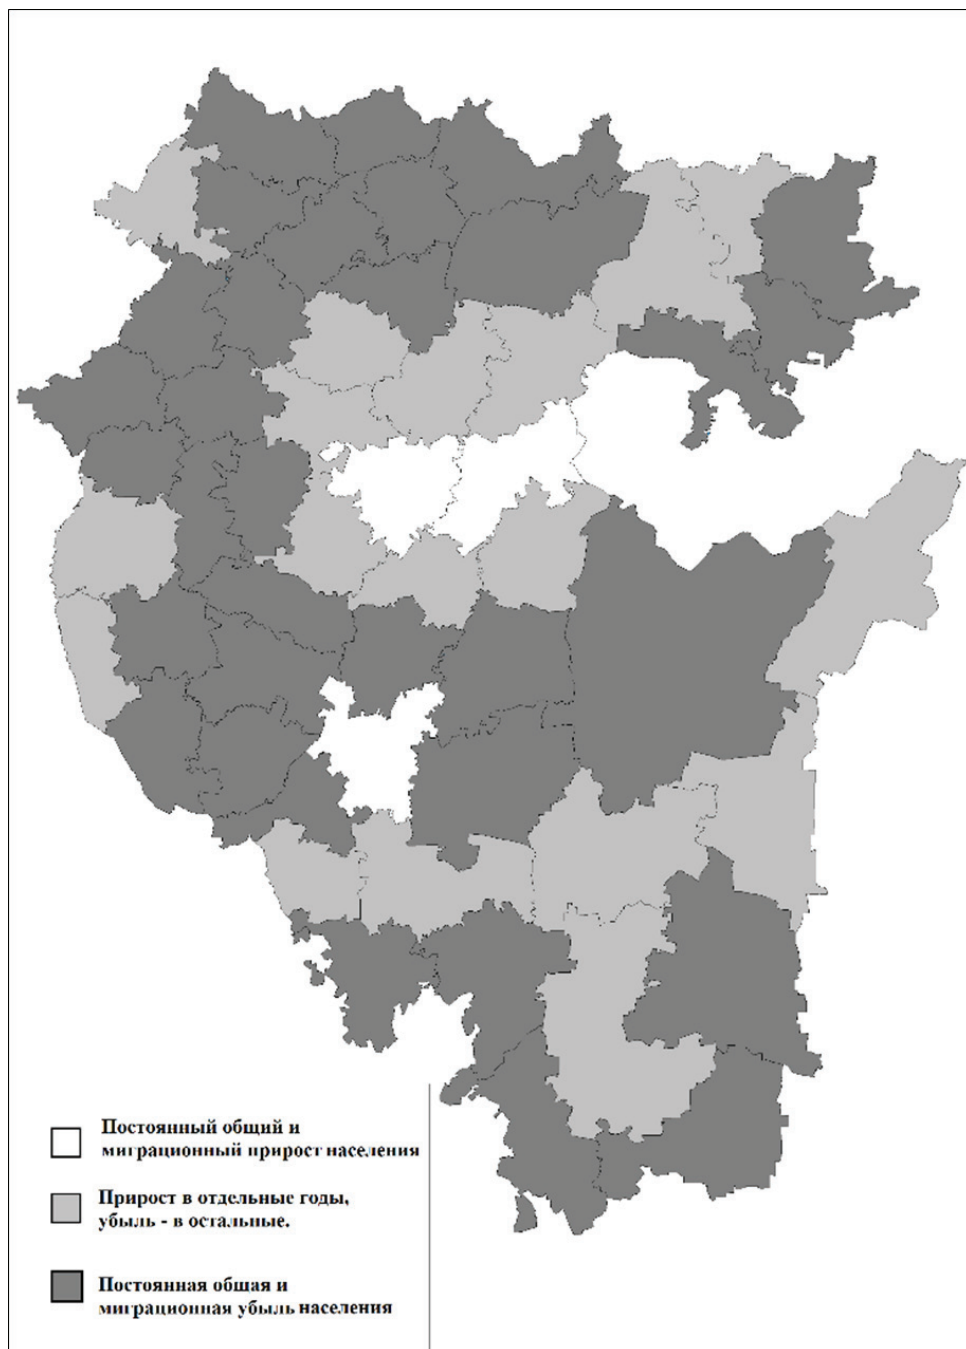 Постоянный общий и
миграционный прирост населения
Прирост в отдельные годы,
убыль - в остальные.
Постоянная общая и
миграционная убыль населения